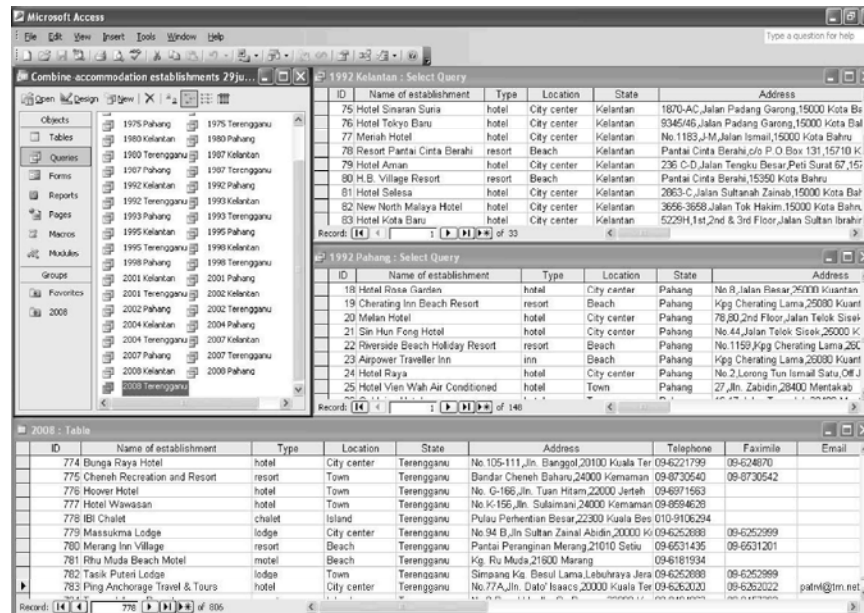 Microsoft Access
File Edit View Insert Tools Window Help
Type a question for help
Combine-accommodation establishments 29ju...
Open Design New
Objects
Tables
Queries
Forms
Reports
Pages
Macros
Modules
Groups
Favorites
2008
1975 Pahang 1975 Terengganu
1980 Kelantan 1980 Pahang
1980 Terengganu 1987 Kelantan
1987 Pahang 1987 Terengganu
1992 Kelantan 1992 Pahang
1992 Terengganu 1993 Kelantan
1993 Pahang 1993 Terengganu
1995 Kelantan 1995 Pahang
1995 Terengganu 1998 Kelantan
1998 Pahang 1998 Terengganu
2001 Kelantan 2001 Pahang
2001 Terengganu 2002 Kelantan
2002 Pahang 2002 Terengganu
2004 Kelantan 2004 Pahang
2004 Terengganu 2007 Kelantan
2007 Pahang 2007 Terengganu
2008 Kelantan 2008 Pahang
2008 Terengganu
1992 Kelantan : Select Query
ID Name of establishment Type Location State Address
75 Hotel Sinaran Suria hotel City center Kelantan 1870-AC,Jalan Padang Garong,15000 Kota Ba
76 Hotel Tokyo Baru hotel City center Kelantan 9345/46,Jalan Padang Garong,15000 Kota Bal
77 Meriah Hotel hotel City center Kelantan No.1183,J-M,Jalan Ismail,15000 Kota Bahru
78 Resort Pantai Cinta Berahi resort Beach Kelantan Pantai Cinta Berahi,c/o P.O.Box 131,15710 K
79 Hotel Aman hotel City center Kelantan 236 C-D,Jalan Tengku Besar,Peti Surat 67,157
80 H.B. Village Resort resort Beach Kelantan Pantai Cinta Berahi,15350 Kota Bahru
81 Hotel Selesa hotel City center Kelantan 2863-C,Jalan Sultanah Zainab,15000 Kota Bal
82 New North Malaya Hotel hotel City center Kelantan 3656-3658,Jalan Tok Hakim,15000 Kota Bahru
83 Hotel Kota Baru hotel City center Kelantan 5229H,1st,2nd & 3rd Floor,Jalan Sultan Ibrahim
Record: 1 of 33
1992 Pahang : Select Query
ID Name of establishment Type Location State Address
18 Hotel Rose Garden hotel City center Pahang No.8,Jalan Besar,25000 Kuantan
19 Cherating Inn Beach Resort resort Beach Pahang Kpg Cherating Lama,25080 Kuant
20 Melan Hotel hotel City center Pahang 78,80,2nd Floor,Jalan Telok Sisek
21 Sin Hun Fong Hotel hotel City center Pahang No.44,Jalan Telok Sisek,25000 K
22 Riverside Beach Holiday Resort resort Beach Pahang No.1159,Kpg Cherating Lama,260
23 Airpower Traveller Inn inn Beach Pahang Kpg Cherating Lama,26080 Kuant
24 Hotel Raya hotel City center Pahang No.2,Lorong Tun Ismail Satu,Off J
25 Hotel Vien Wah Air Conditioned hotel Town Pahang 27,Jln. Zabidin,28400 Mentakab
Record: 1 of 148
2008 : Table
ID Name of establishment Type Location State Address Telephone Faximile Email
774 Bunga Raya Hotel hotel City center Terengganu No.105-111,Jln. Banggol,20100 Kuala Ter 09-6221799 09-624870
775 Cheneh Recreation and Resort resort Town Terengganu Bandar Cheneh Baharu,24000 Kemaman 09-8730540 09-8730542
776 Hoover Hotel hotel Town Terengganu No. G-166,Jln. Tuan Hitam,22000 Jerteh 09-6971563
777 Hotel Wawasan hotel Town Terengganu No.K-156,Jln. Sulaimani,24000 Kemaman 09-8594628
778 IBI Chalet chalet Island Terengganu Pulau Perhentian Besar,22300 Kuala Bes 010-9106294
779 Massukma Lodge lodge City center Terengganu No.94 B,Jln Sultan Zainal Abidin,20000 K 09-6252888 09-6252999
780 Merang Inn Village resort Beach Terengganu Pantai Peranginan Merang,21010 Setiu 09-6531435 09-6531201
781 Rhu Muda Beach Motel motel Beach Terengganu Kg. Ru Muda,21600 Marang 09-6181934
782 Tasik Puteri Lodge lodge Town Terengganu Simpang Kg. Besul Lama,Lebuhraya Jera 09-6252888 09-6252999
783 Ping Anchorage Travel & Tours hotel City center Terengganu No.77A,Jln. Dato' Isaacs,20000 Kuala Ter 09-6262020 09-6262022 patrvl@tm.net
Record: 778 of 806